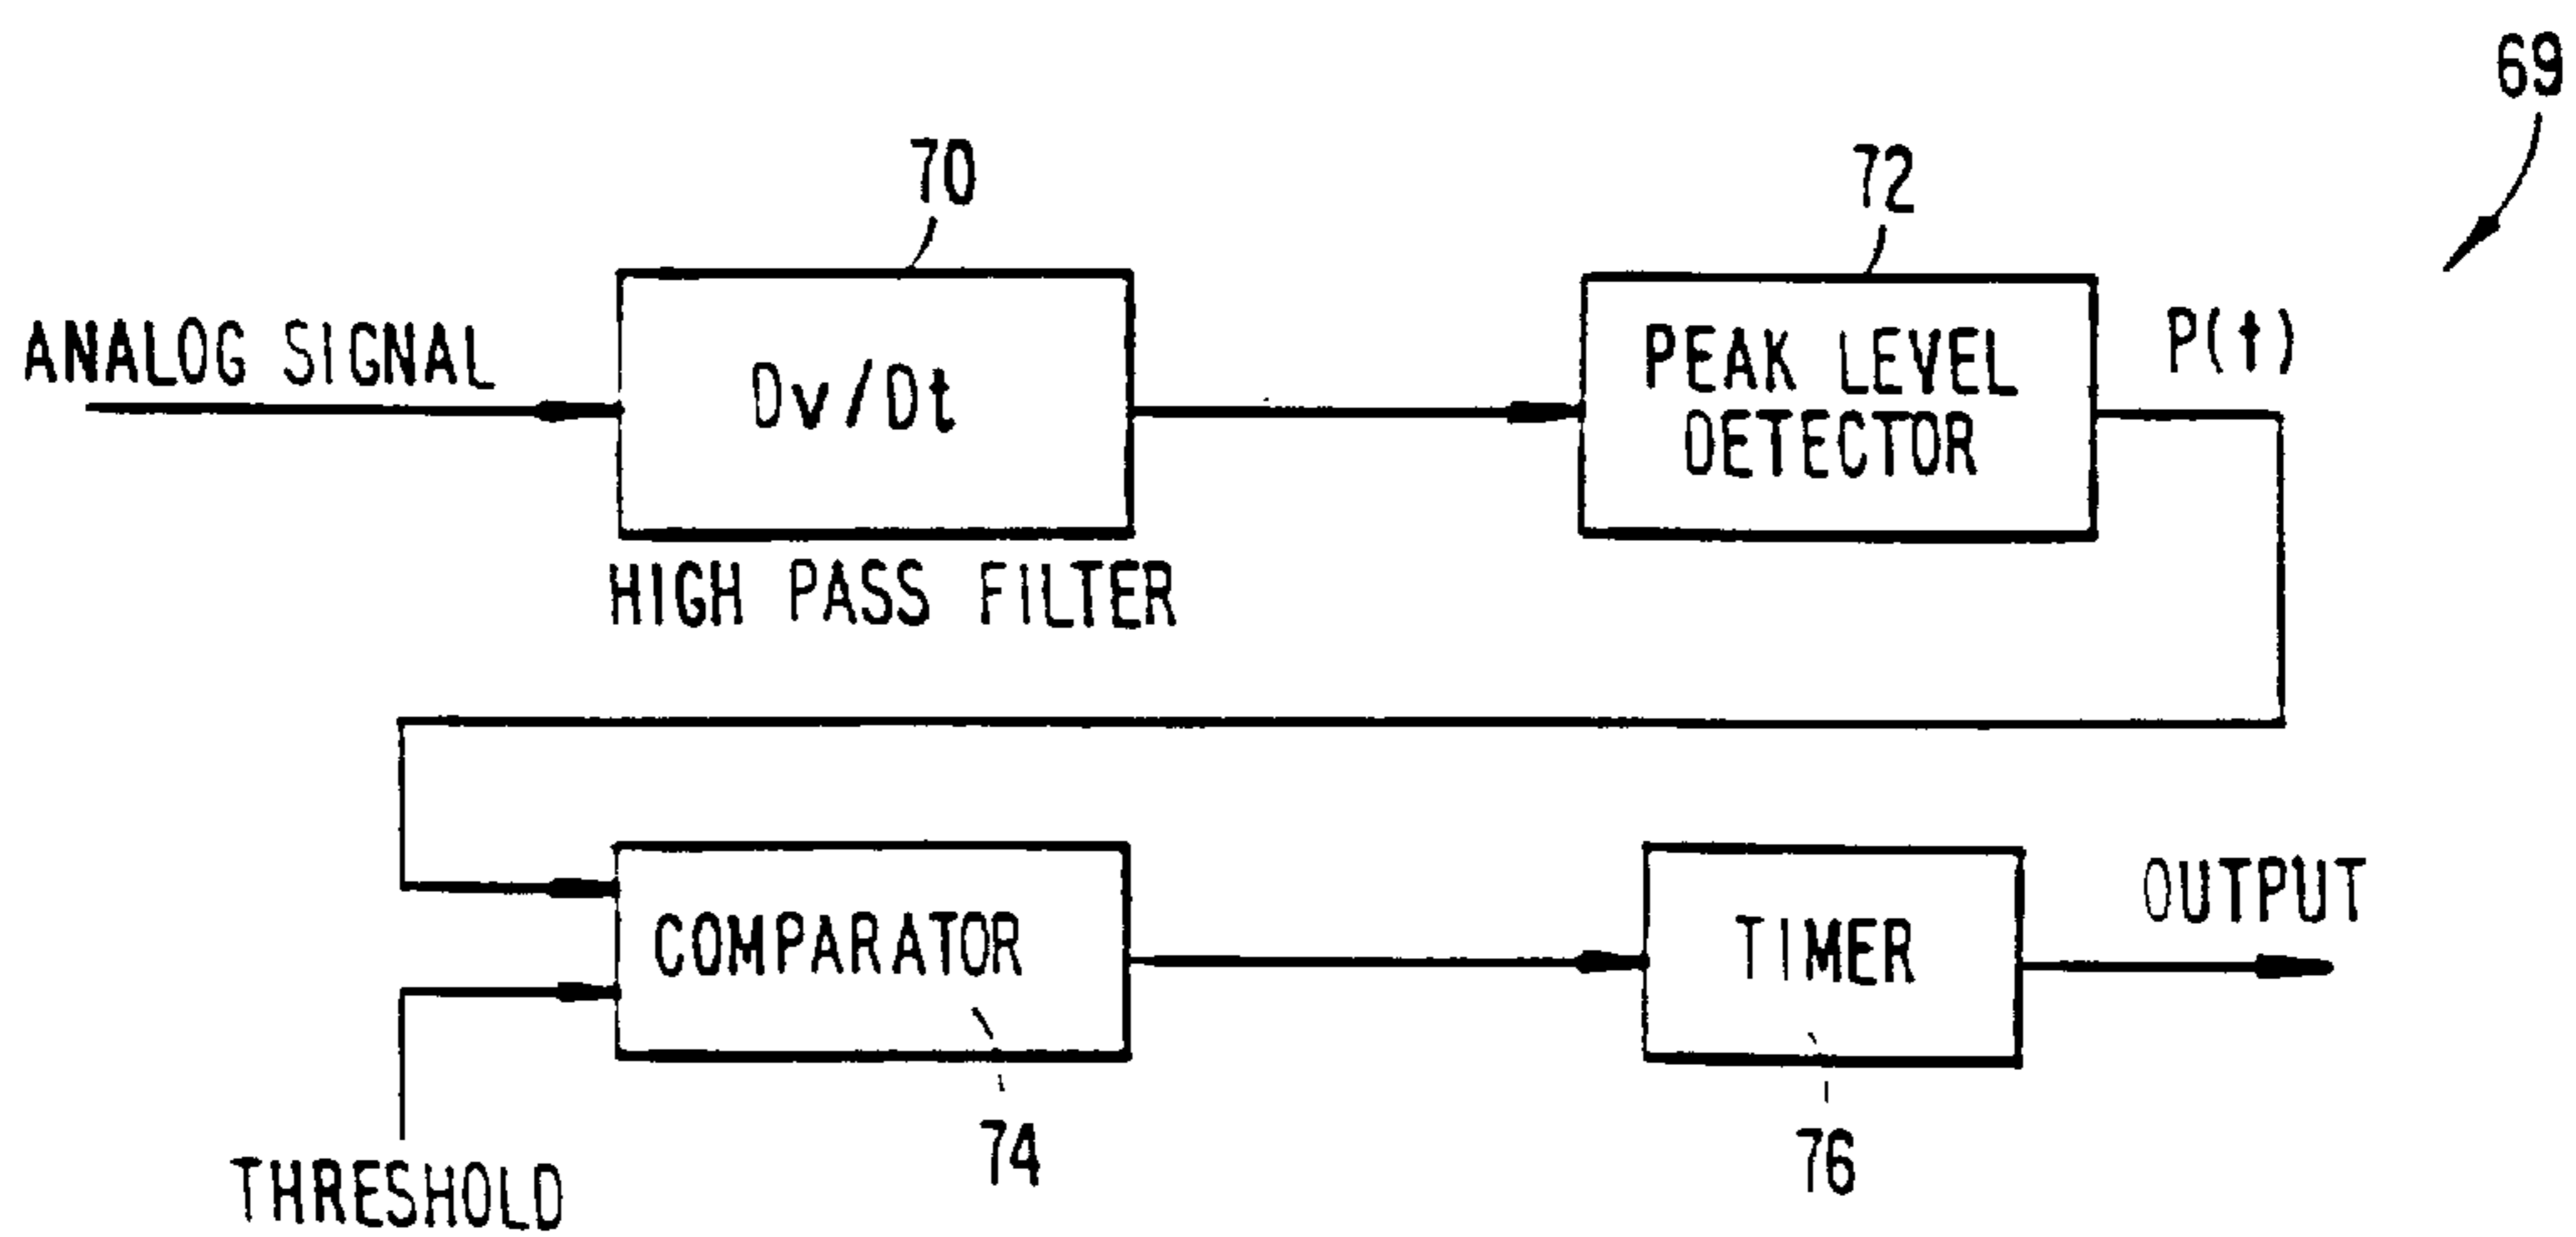 69
70
72
ANALOG SIGNAL
Dv/Dt
PEAK LEVEL
DETECTOR
P(t)
HIGH PASS FILTER
COMPARATOR
TIMER
OUTPUT
THRESHOLD
74
76